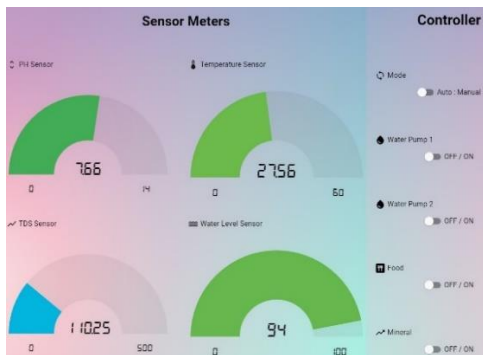 Sensor Meters
PH Sensor
7.66
0
14
Temperature Sensor
27.56
0
60
TDS Sensor
110.25
0
500
Water Level Sensor
94
0
100
Controller
Mode
Auto : Manual
Water Pump 1
OFF / ON
Water Pump 2
OFF / ON
Food
OFF / ON
Mineral
OFF / ON